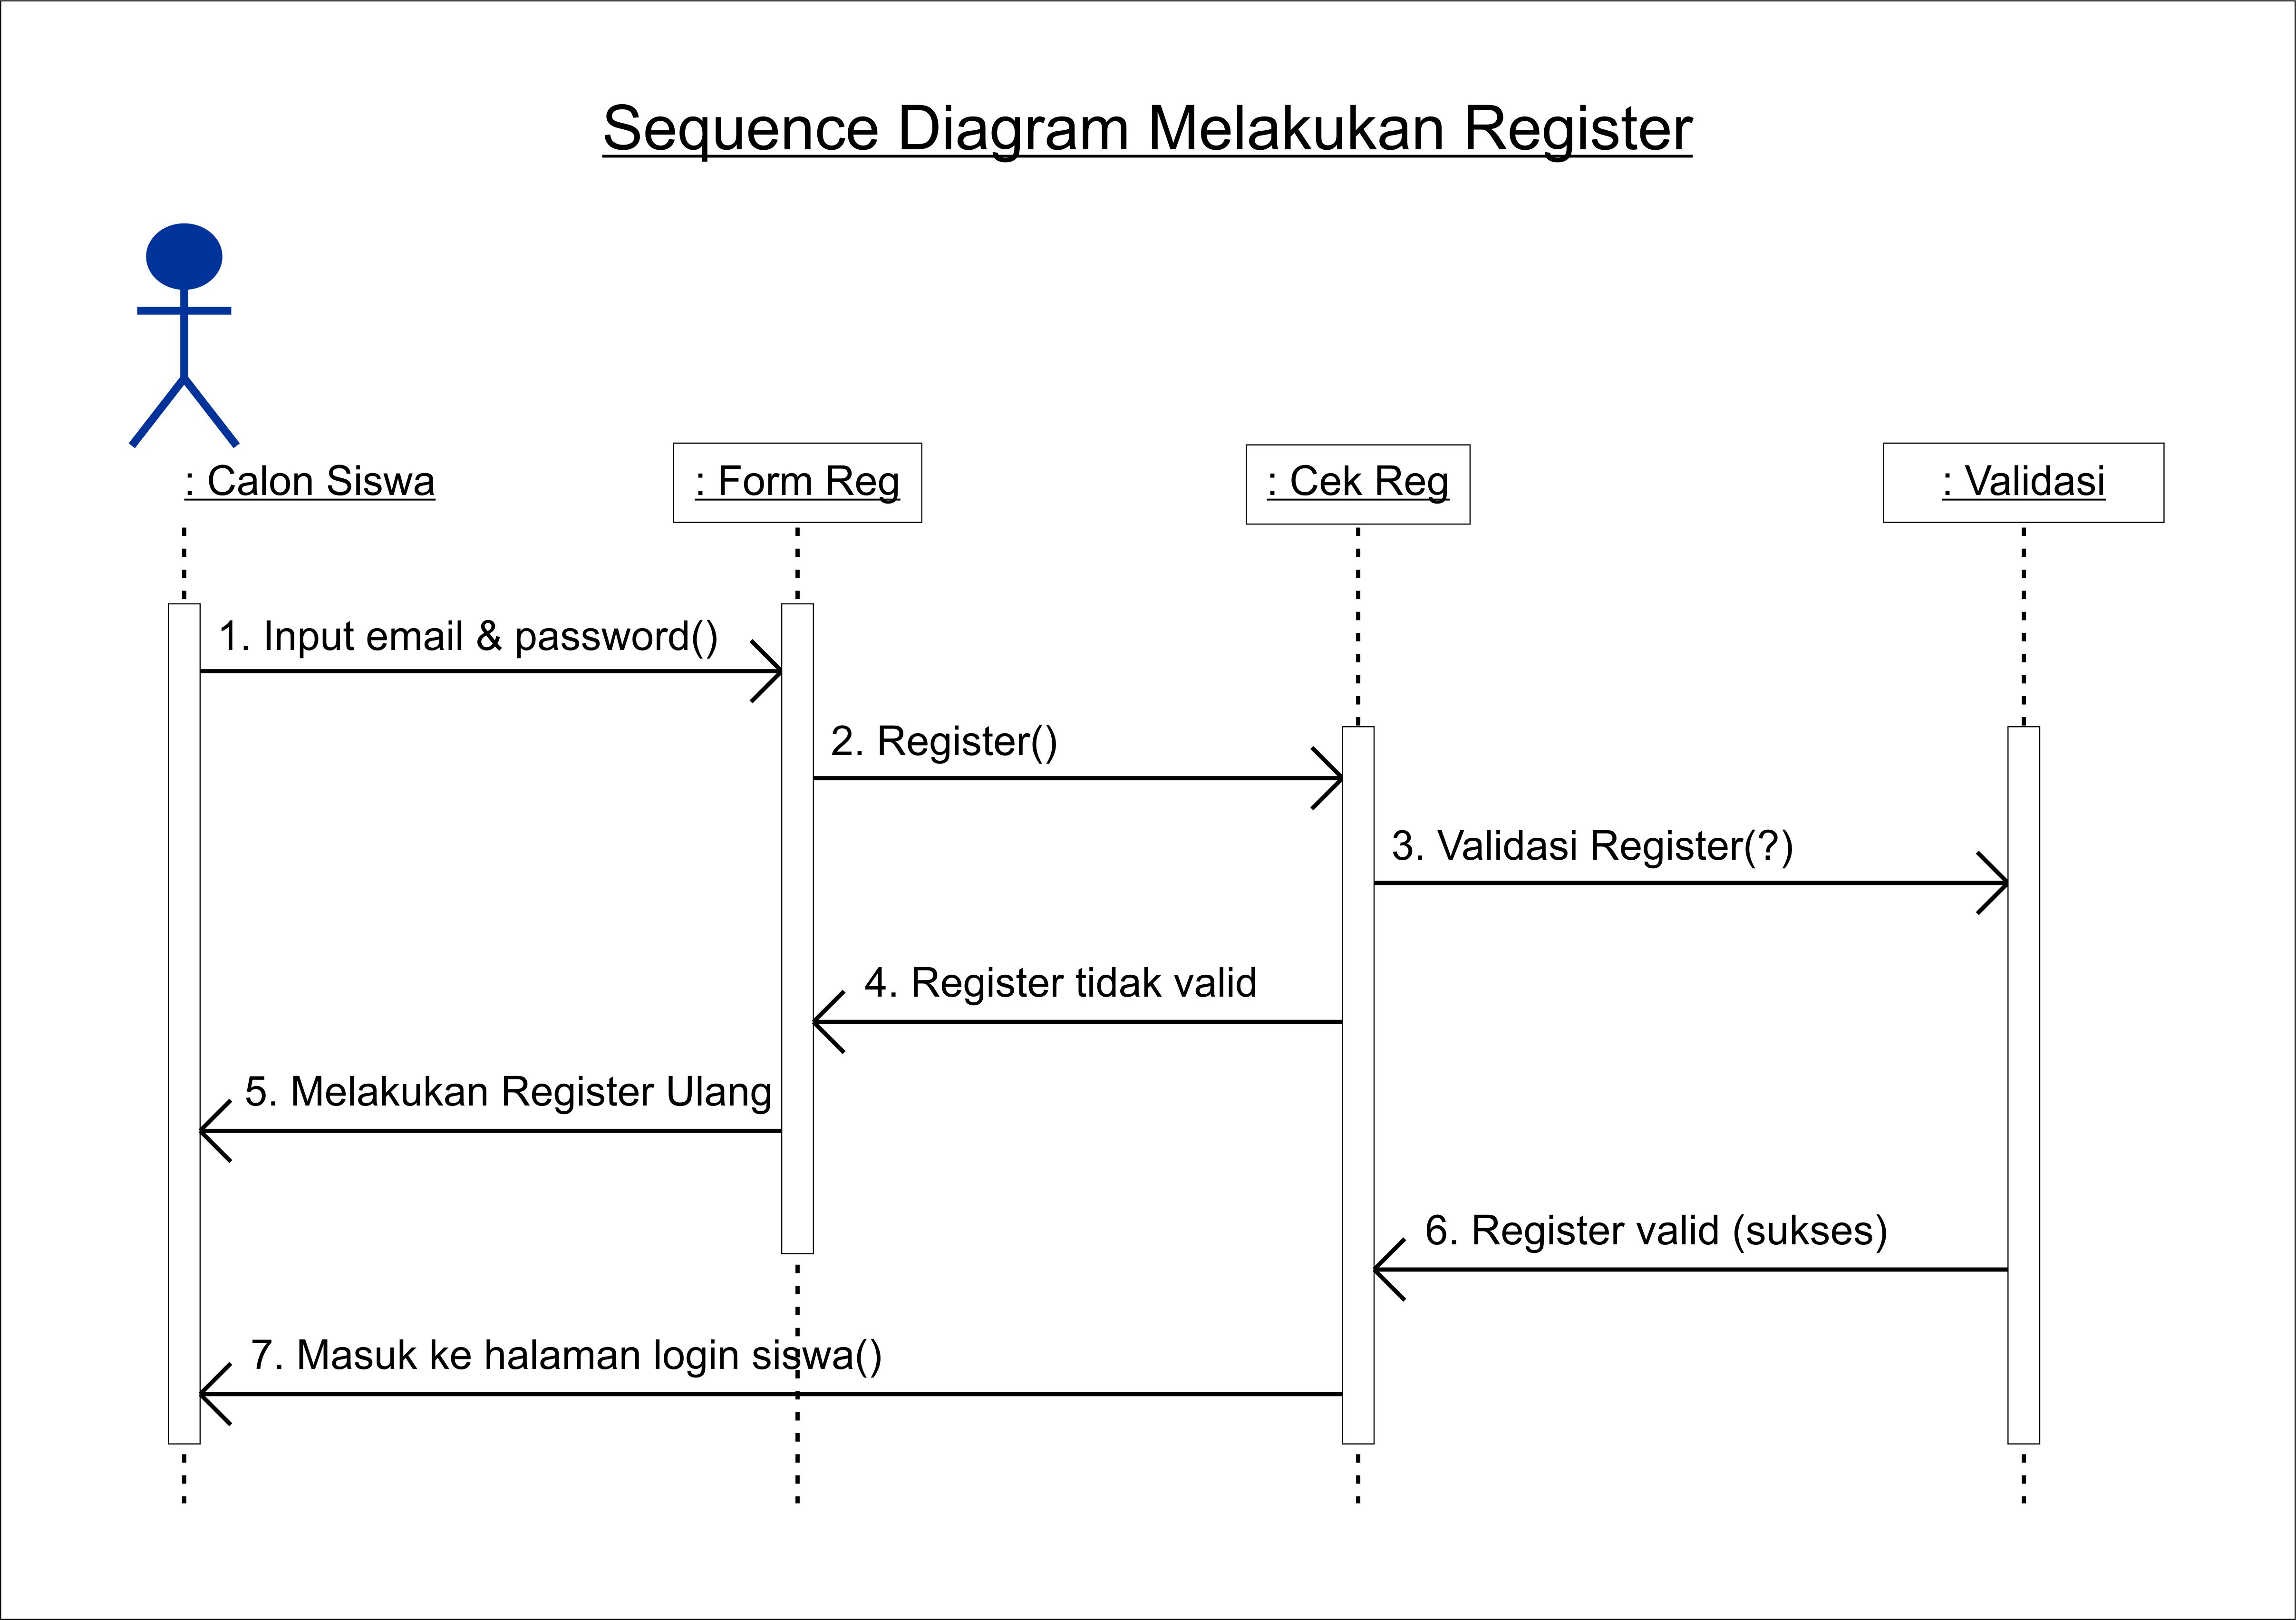 Sequence Diagram Melakukan Register
: Calon Siswa
: Form Reg
: Cek Reg
: Validasi
1. Input email & password()
2. Register()
3. Validasi Register(?)
4. Register tidak valid
5. Melakukan Register Ulang
6. Register valid (sukses)
7. Masuk ke halaman login siswa()